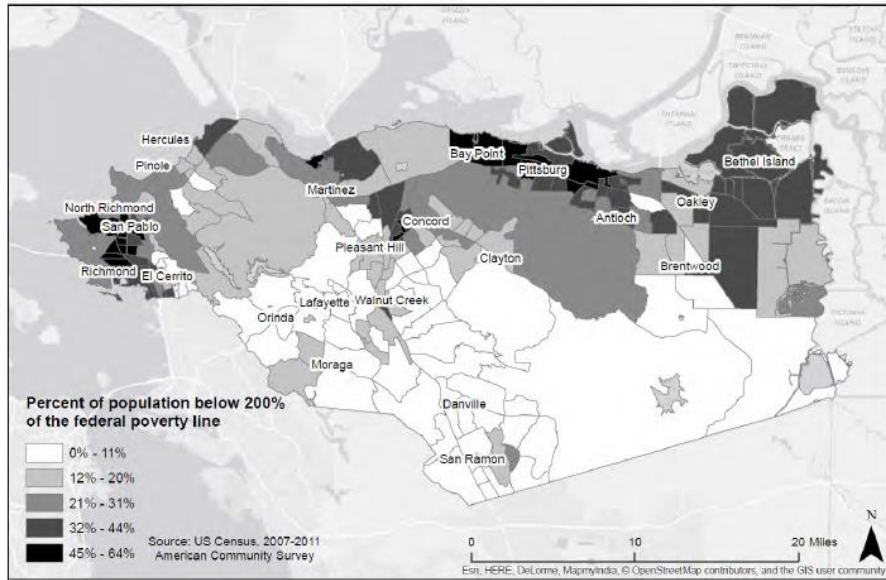 Hercules
Pinole
North Richmond
San Pablo
Richmond
El Cerrito
Martinez
Bay Point
Pittsburg
Concord
Pleasant Hill
Clayton
Antioch
Oakley
Bethel Island
Brentwood
Lafayette
Walnut Creek
Orinda
Moraga
Danville
San Ramon
Percent of population below 200%
of the federal poverty line
0% - 11%
12% - 20%
21% - 31%
32% - 44%
45% - 64%
Source: US Census, 2007-2011
American Community Survey
0 10 20 Miles
N
Esri, HERE, DeLorme, MapmyIndia, © OpenStreetMap contributors, and the GIS user community